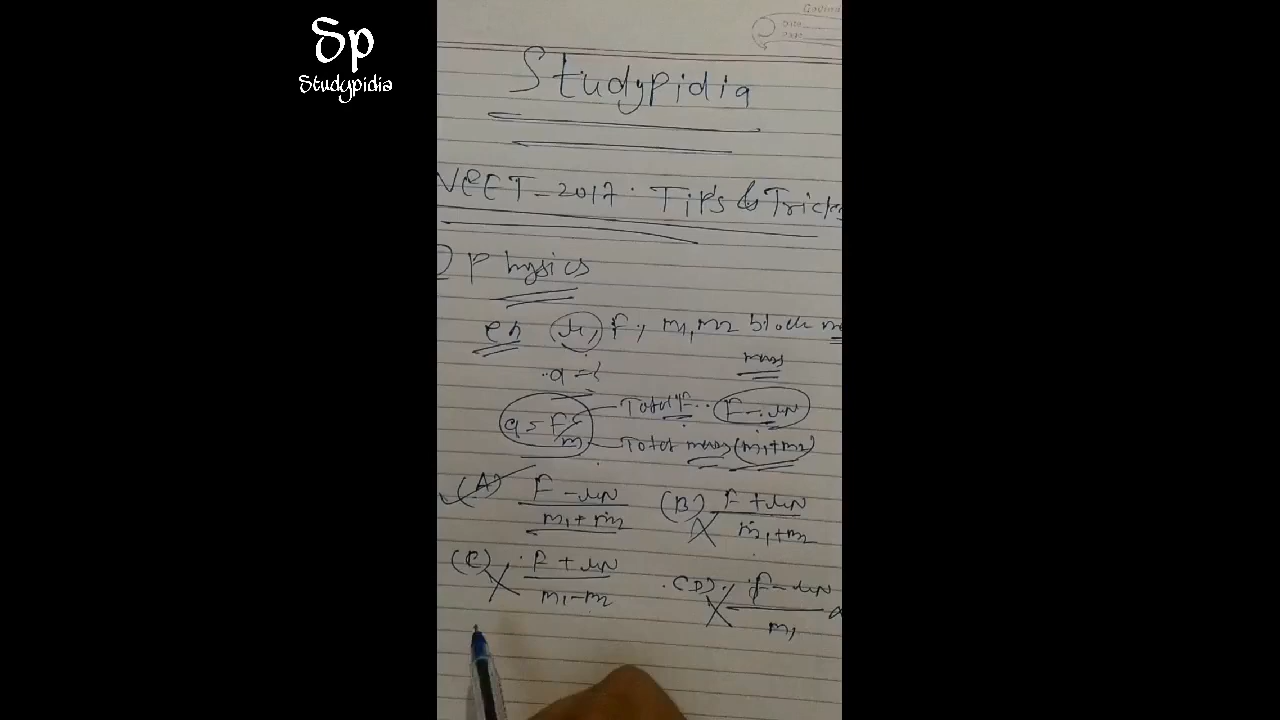 Sp
Studypidia
Studypidia
NEET-2017. Tips & Tricks
Physics
μ, F, m1, m2 block
mass
a = ?
a = F/m
Total F.. F - μN
Total mass (m1+m2)
(A) F - μN / m1 + m2
(B) F + μN / m1 + m2
(C) F + μN / m1 - m2
(D) F - μN / m1